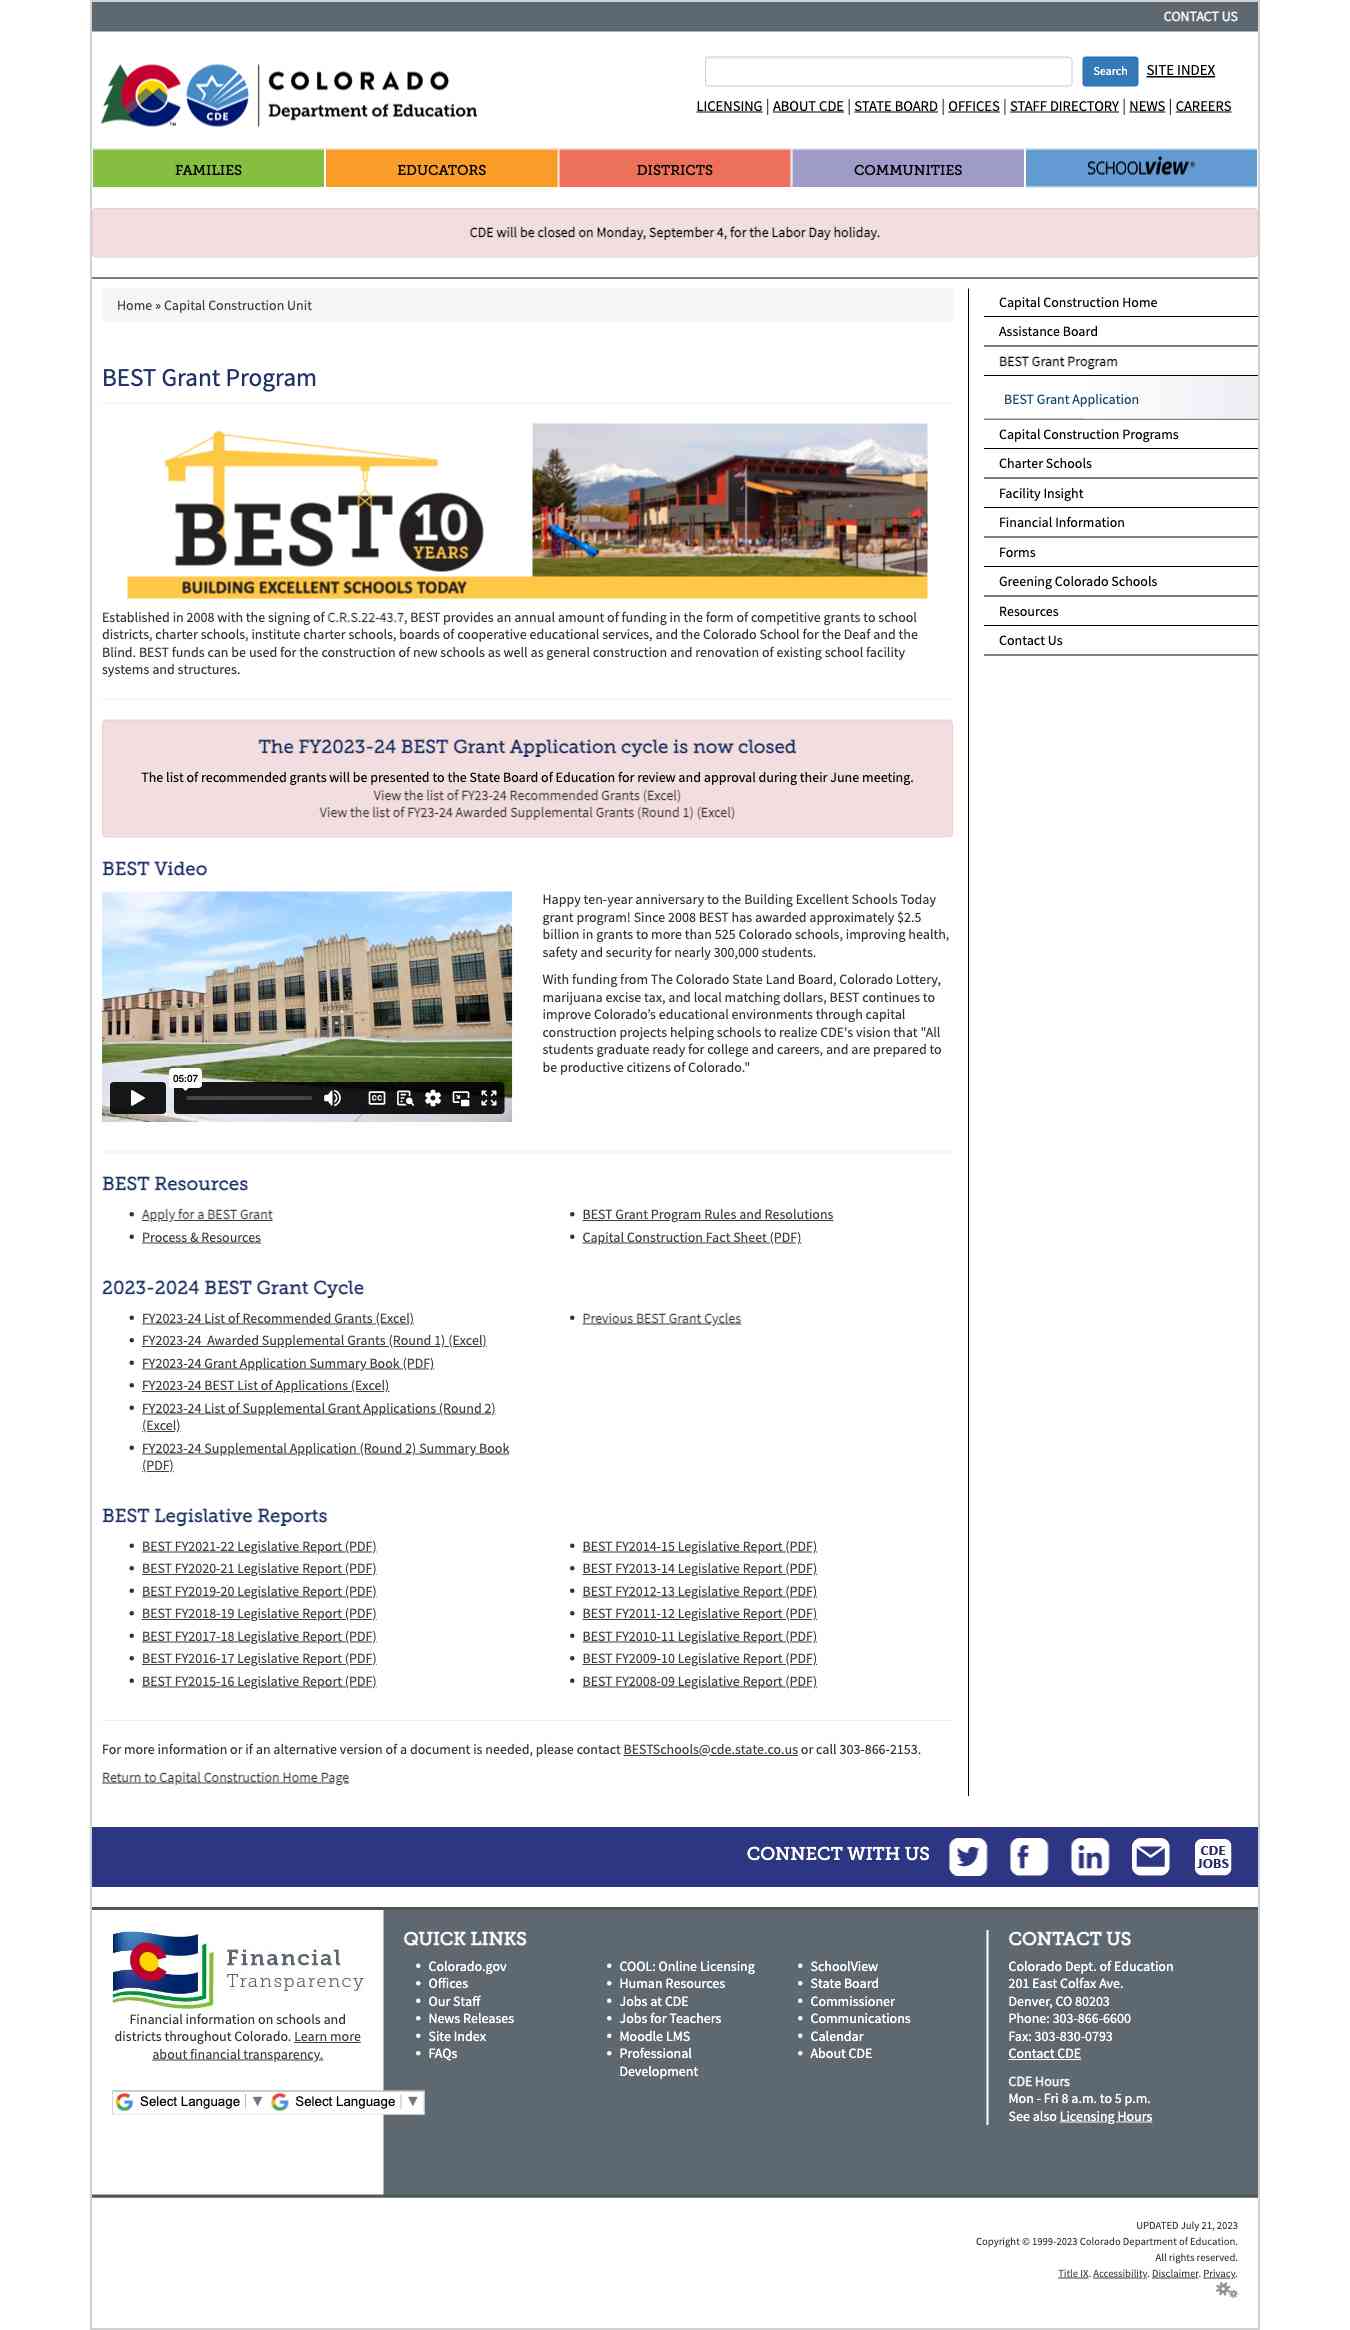 CONTACT US
COLORADO
Department of Education
CDE
TM
Search
SITE INDEX
LICENSING | ABOUT CDE | STATE BOARD | OFFICES | STAFF DIRECTORY | NEWS | CAREERS
FAMILIES
EDUCATORS
DISTRICTS
COMMUNITIES
SCHOOLVIEW®
CDE will be closed on Monday, September 4, for the Labor Day holiday.
Home » Capital Construction Unit
BEST Grant Program
BEST 10
YEARS
BUILDING EXCELLENT SCHOOLS TODAY
Established in 2008 with the signing of C.R.S.22-43.7, BEST provides an annual amount of funding in the form of competitive grants to school
districts, charter schools, institute charter schools, boards of cooperative educational services, and the Colorado School for the Deaf and the
Blind. BEST funds can be used for the construction of new schools as well as general construction and renovation of existing school facility
systems and structures.
The FY2023-24 BEST Grant Application cycle is now closed
The list of recommended grants will be presented to the State Board of Education for review and approval during their June meeting.
View the list of FY23-24 Recommended Grants (Excel)
View the list of FY23-24 Awarded Supplemental Grants (Round 1) (Excel)
BEST Video
05:07
CC
Happy ten-year anniversary to the Building Excellent Schools Today
grant program! Since 2008 BEST has awarded approximately $2.5
billion in grants to more than 525 Colorado schools, improving health,
safety and security for nearly 300,000 students.
With funding from The Colorado State Land Board, Colorado Lottery,
marijuana excise tax, and local matching dollars, BEST continues to
improve Colorado’s educational environments through capital
construction projects helping schools to realize CDE's vision that "All
students graduate ready for college and careers, and are prepared to
be productive citizens of Colorado."
BEST Resources
• Apply for a BEST Grant
• Process & Resources
• BEST Grant Program Rules and Resolutions
• Capital Construction Fact Sheet (PDF)
2023-2024 BEST Grant Cycle
• FY2023-24 List of Recommended Grants (Excel)
• FY2023-24 Awarded Supplemental Grants (Round 1) (Excel)
• FY2023-24 Grant Application Summary Book (PDF)
• FY2023-24 BEST List of Applications (Excel)
• FY2023-24 List of Supplemental Grant Applications (Round 2)
(Excel)
• FY2023-24 Supplemental Application (Round 2) Summary Book
(PDF)
• Previous BEST Grant Cycles
BEST Legislative Reports
• BEST FY2021-22 Legislative Report (PDF)
• BEST FY2020-21 Legislative Report (PDF)
• BEST FY2019-20 Legislative Report (PDF)
• BEST FY2018-19 Legislative Report (PDF)
• BEST FY2017-18 Legislative Report (PDF)
• BEST FY2016-17 Legislative Report (PDF)
• BEST FY2015-16 Legislative Report (PDF)
• BEST FY2014-15 Legislative Report (PDF)
• BEST FY2013-14 Legislative Report (PDF)
• BEST FY2012-13 Legislative Report (PDF)
• BEST FY2011-12 Legislative Report (PDF)
• BEST FY2010-11 Legislative Report (PDF)
• BEST FY2009-10 Legislative Report (PDF)
• BEST FY2008-09 Legislative Report (PDF)
For more information or if an alternative version of a document is needed, please contact BESTSchools@cde.state.co.us or call 303-866-2153.
Return to Capital Construction Home Page
Capital Construction Home
Assistance Board
BEST Grant Program
BEST Grant Application
Capital Construction Programs
Charter Schools
Facility Insight
Financial Information
Forms
Greening Colorado Schools
Resources
Contact Us
CONNECT WITH US
CDE
JOBS
Financial
Transparency
Financial information on schools and
districts throughout Colorado. Learn more
about financial transparency.
Select Language ▼ Select Language ▼
QUICK LINKS
• Colorado.gov
• Offices
• Our Staff
• News Releases
• Site Index
• FAQs
• COOL: Online Licensing
• Human Resources
• Jobs at CDE
• Jobs for Teachers
• Moodle LMS
• Professional
Development
• SchoolView
• State Board
• Commissioner
• Communications
• Calendar
• About CDE
CONTACT US
Colorado Dept. of Education
201 East Colfax Ave.
Denver, CO 80203
Phone: 303-866-6600
Fax: 303-830-0793
Contact CDE
CDE Hours
Mon - Fri 8 a.m. to 5 p.m.
See also Licensing Hours
UPDATED July 21, 2023
Copyright © 1999-2023 Colorado Department of Education.
All rights reserved.
Title IX. Accessibility. Disclaimer. Privacy.